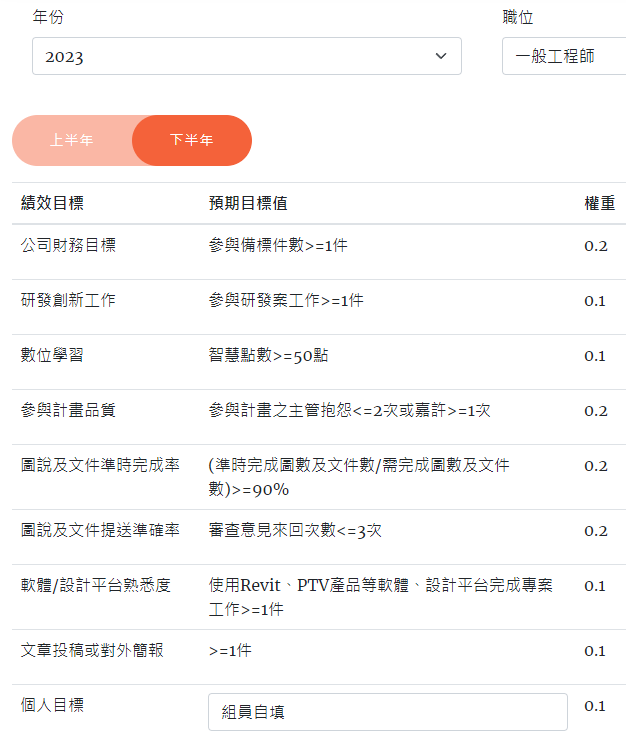 年份 職位
2023 一般工程師
上半年 下半年
績效目標 預期目標值 權重
公司財務目標 參與備標件數>=1件 0.2
研發創新工作 參與研發案工作>=1件 0.1
數位學習 智慧點數>=50點 0.1
參與計畫品質 參與計畫之主管抱怨<=2次或嘉許>=1次 0.2
圖說及文件準時完成率 (準時完成圖數及文件數/需完成圖數及文件 0.2
數)>=90%
圖說及文件提送準確率 審查意見來回次數<=3次 0.2
軟體/設計平台熟悉度 使用Revit、PTV產品等軟體、設計平台完成專案 0.1
工作>=1件
文章投稿或對外簡報 >=1件 0.1
個人目標 組員自填 0.1